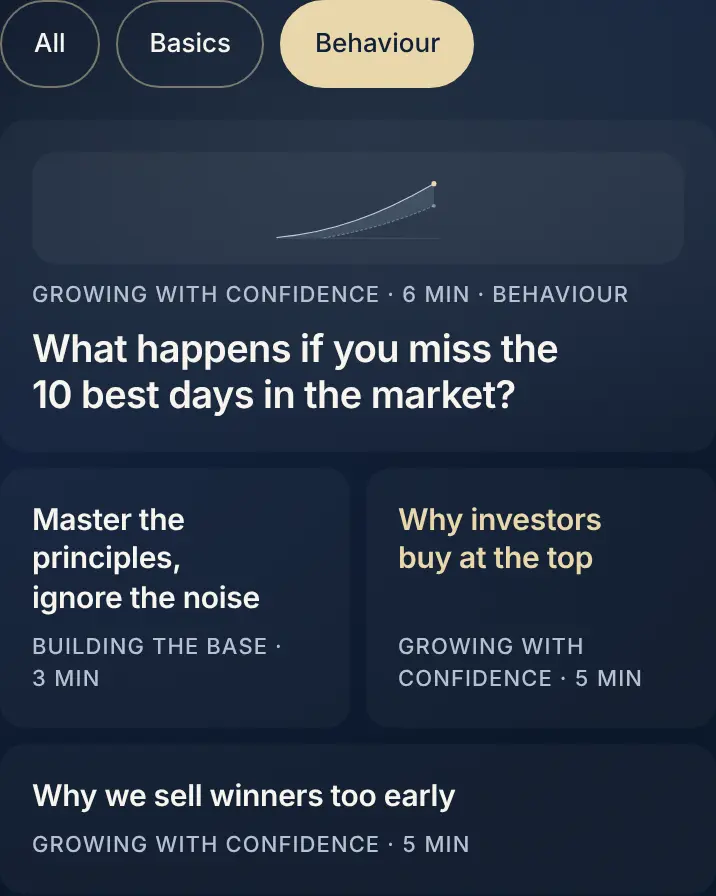 All
Basics
Behaviour
GROWING WITH CONFIDENCE · 6 MIN · BEHAVIOUR
What happens if you miss the
10 best days in the market?
Master the
principles,
ignore the noise
BUILDING THE BASE ·
3 MIN
Why investors
buy at the top
GROWING WITH
CONFIDENCE · 5 MIN
Why we sell winners too early
GROWING WITH CONFIDENCE · 5 MIN